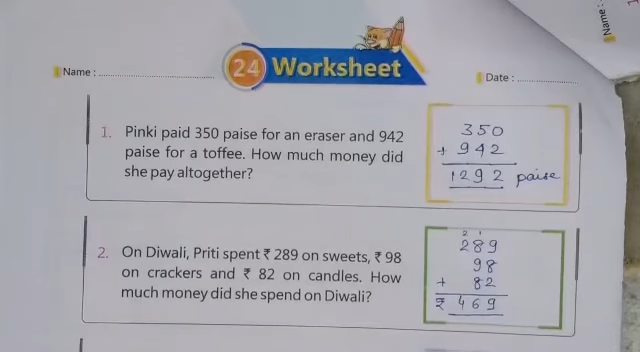 Name :
24 Worksheet
Name :
Date :
1. Pinki paid 350 paise for an eraser and 942
paise for a toffee. How much money did
she pay altogether?
350
+ 942
1292 paise
2. On Diwali, Priti spent ₹ 289 on sweets, ₹ 98
on crackers and ₹ 82 on candles. How
much money did she spend on Diwali?
2 1
289
98
+ 82
₹ 469